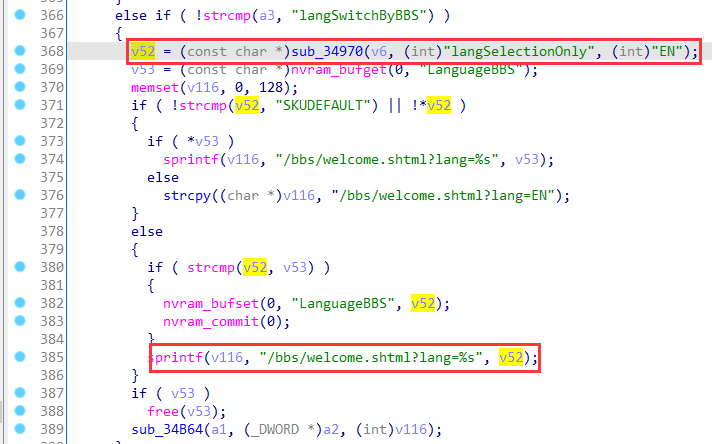 366 else if ( !strcmp(a3, "langSwitchByBBS") )
367 {
368 v52 = (const char *)sub_34970(v6, (int)"langSelectionOnly", (int)"EN");
369 v53 = (const char *)nvram_bufget(0, "LanguageBBS");
370 memset(v116, 0, 128);
371 if ( !strcmp(v52, "SKUDEFAULT") || !*v52 )
372 {
373 if ( *v53 )
374 sprintf(v116, "/bbs/welcome.shtml?lang=%s", v53);
375 else
376 strcpy((char *)v116, "/bbs/welcome.shtml?lang=EN");
377 }
378 else
379 {
380 if ( strcmp(v52, v53) )
381 {
382 nvram_bufset(0, "LanguageBBS", v52);
383 nvram_commit(0);
384 }
385 sprintf(v116, "/bbs/welcome.shtml?lang=%s", v52);
386 }
387 if ( v53 )
388 free(v53);
389 sub_34B64(a1, (_DWORD *)a2, (int)v116);